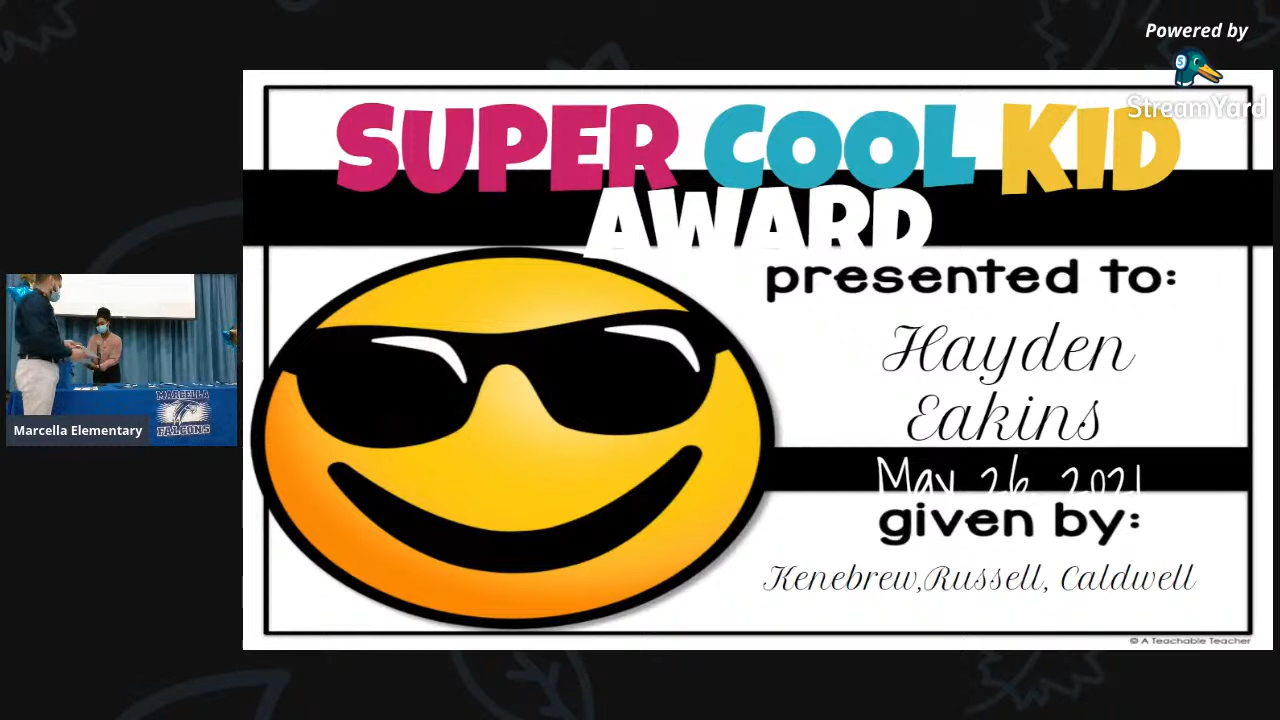 Powered by
StreamYard
SUPER COOL KID
AWARD
presented to:
Hayden
Eakins
May 26, 2021
given by:
Kenebrew,Russell, Caldwell
© A Teachable Teacher
MARCELLA
FALCONS
Marcella Elementary